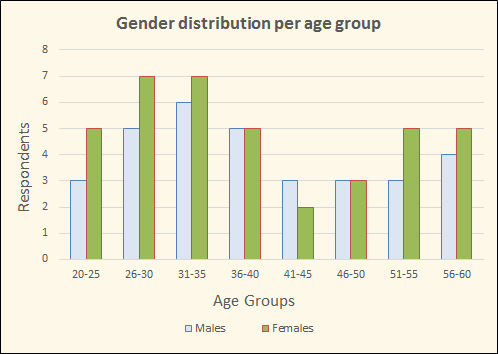 Gender distribution per age group
8
7
6
5
4
3
2
1
0
Respondents
20-25 26-30 31-35 36-40 41-45 46-50 51-55 56-60
Age Groups
Males Females